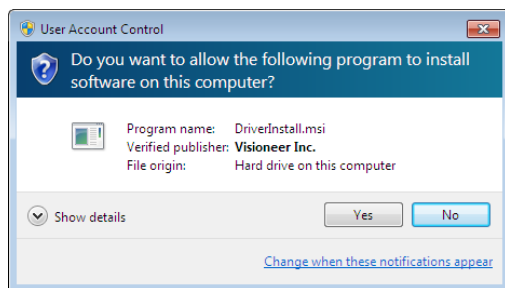 User Account Control
Do you want to allow the following program to install
software on this computer?
Program name: DriverInstall.msi
Verified publisher: Visioneer Inc.
File origin: Hard drive on this computer
Show details
Yes
No
Change when these notifications appear